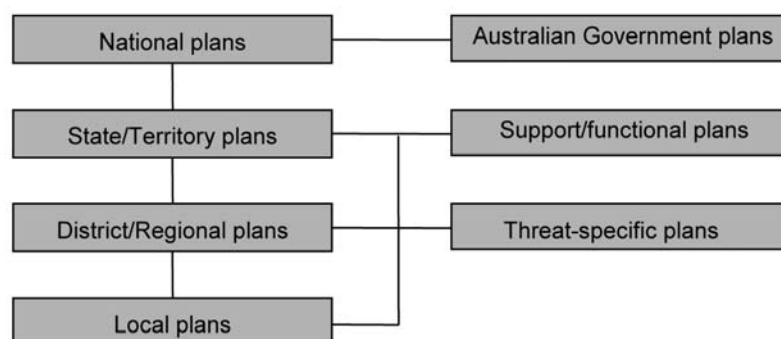 National plans
Australian Government plans
State/Territory plans
Support/functional plans
District/Regional plans
Threat-specific plans
Local plans